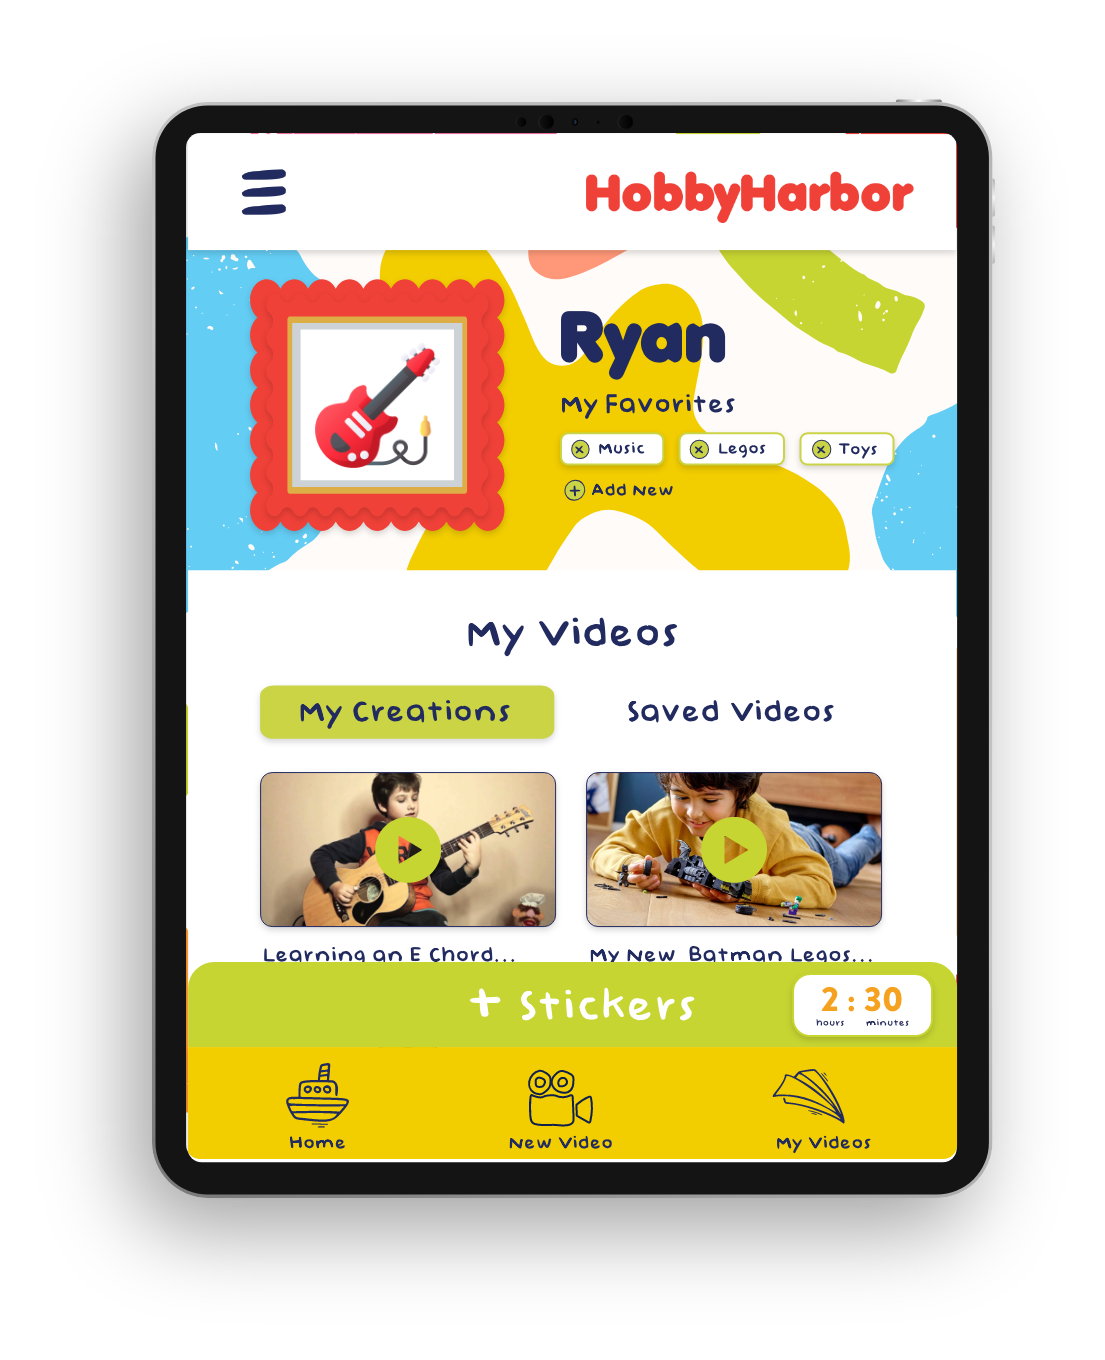 HobbyHarbor
Ryan
My Favorites
Music Legos Toys
Add New
My Videos
My Creations Saved Videos
Learning an E Chord...
My New Batman Legos...
+ Stickers
2 : 30
hours minutes
Home New Video My Videos